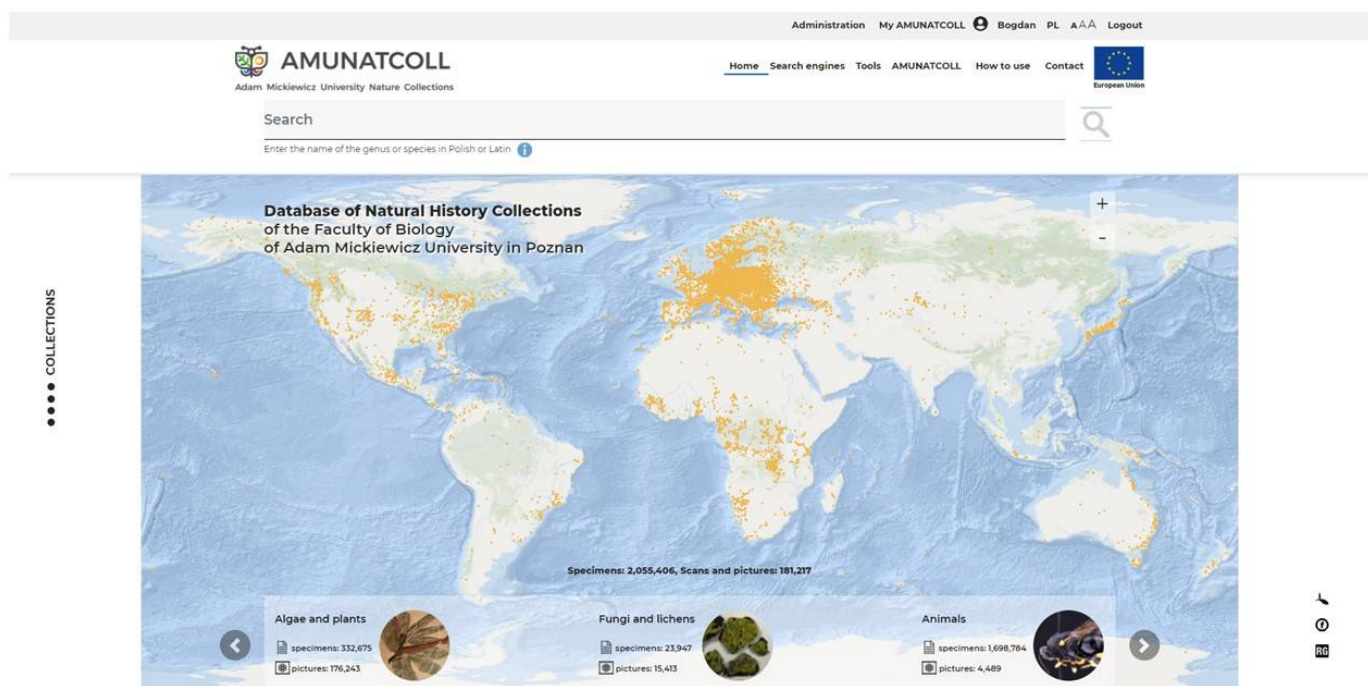 Administration My AMUNATCOLL Bogdan PL AAA Logout
AMUNATCOLL
Adam Mickiewicz University Nature Collections
Home Search engines Tools AMUNATCOLL How to use Contact
European Union
Search
Enter the name of the genus or species in Polish or Latin i
Database of Natural History Collections
of the Faculty of Biology
of Adam Mickiewicz University in Poznan
+
-
COLLECTIONS
Specimens: 2,055,406, Scans and pictures: 181,217
Algae and plants
specimens: 332,675
pictures: 176,243
Fungi and lichens
specimens: 23,947
pictures: 15,413
Animals
specimens: 1,698,784
pictures: 4,489
RG